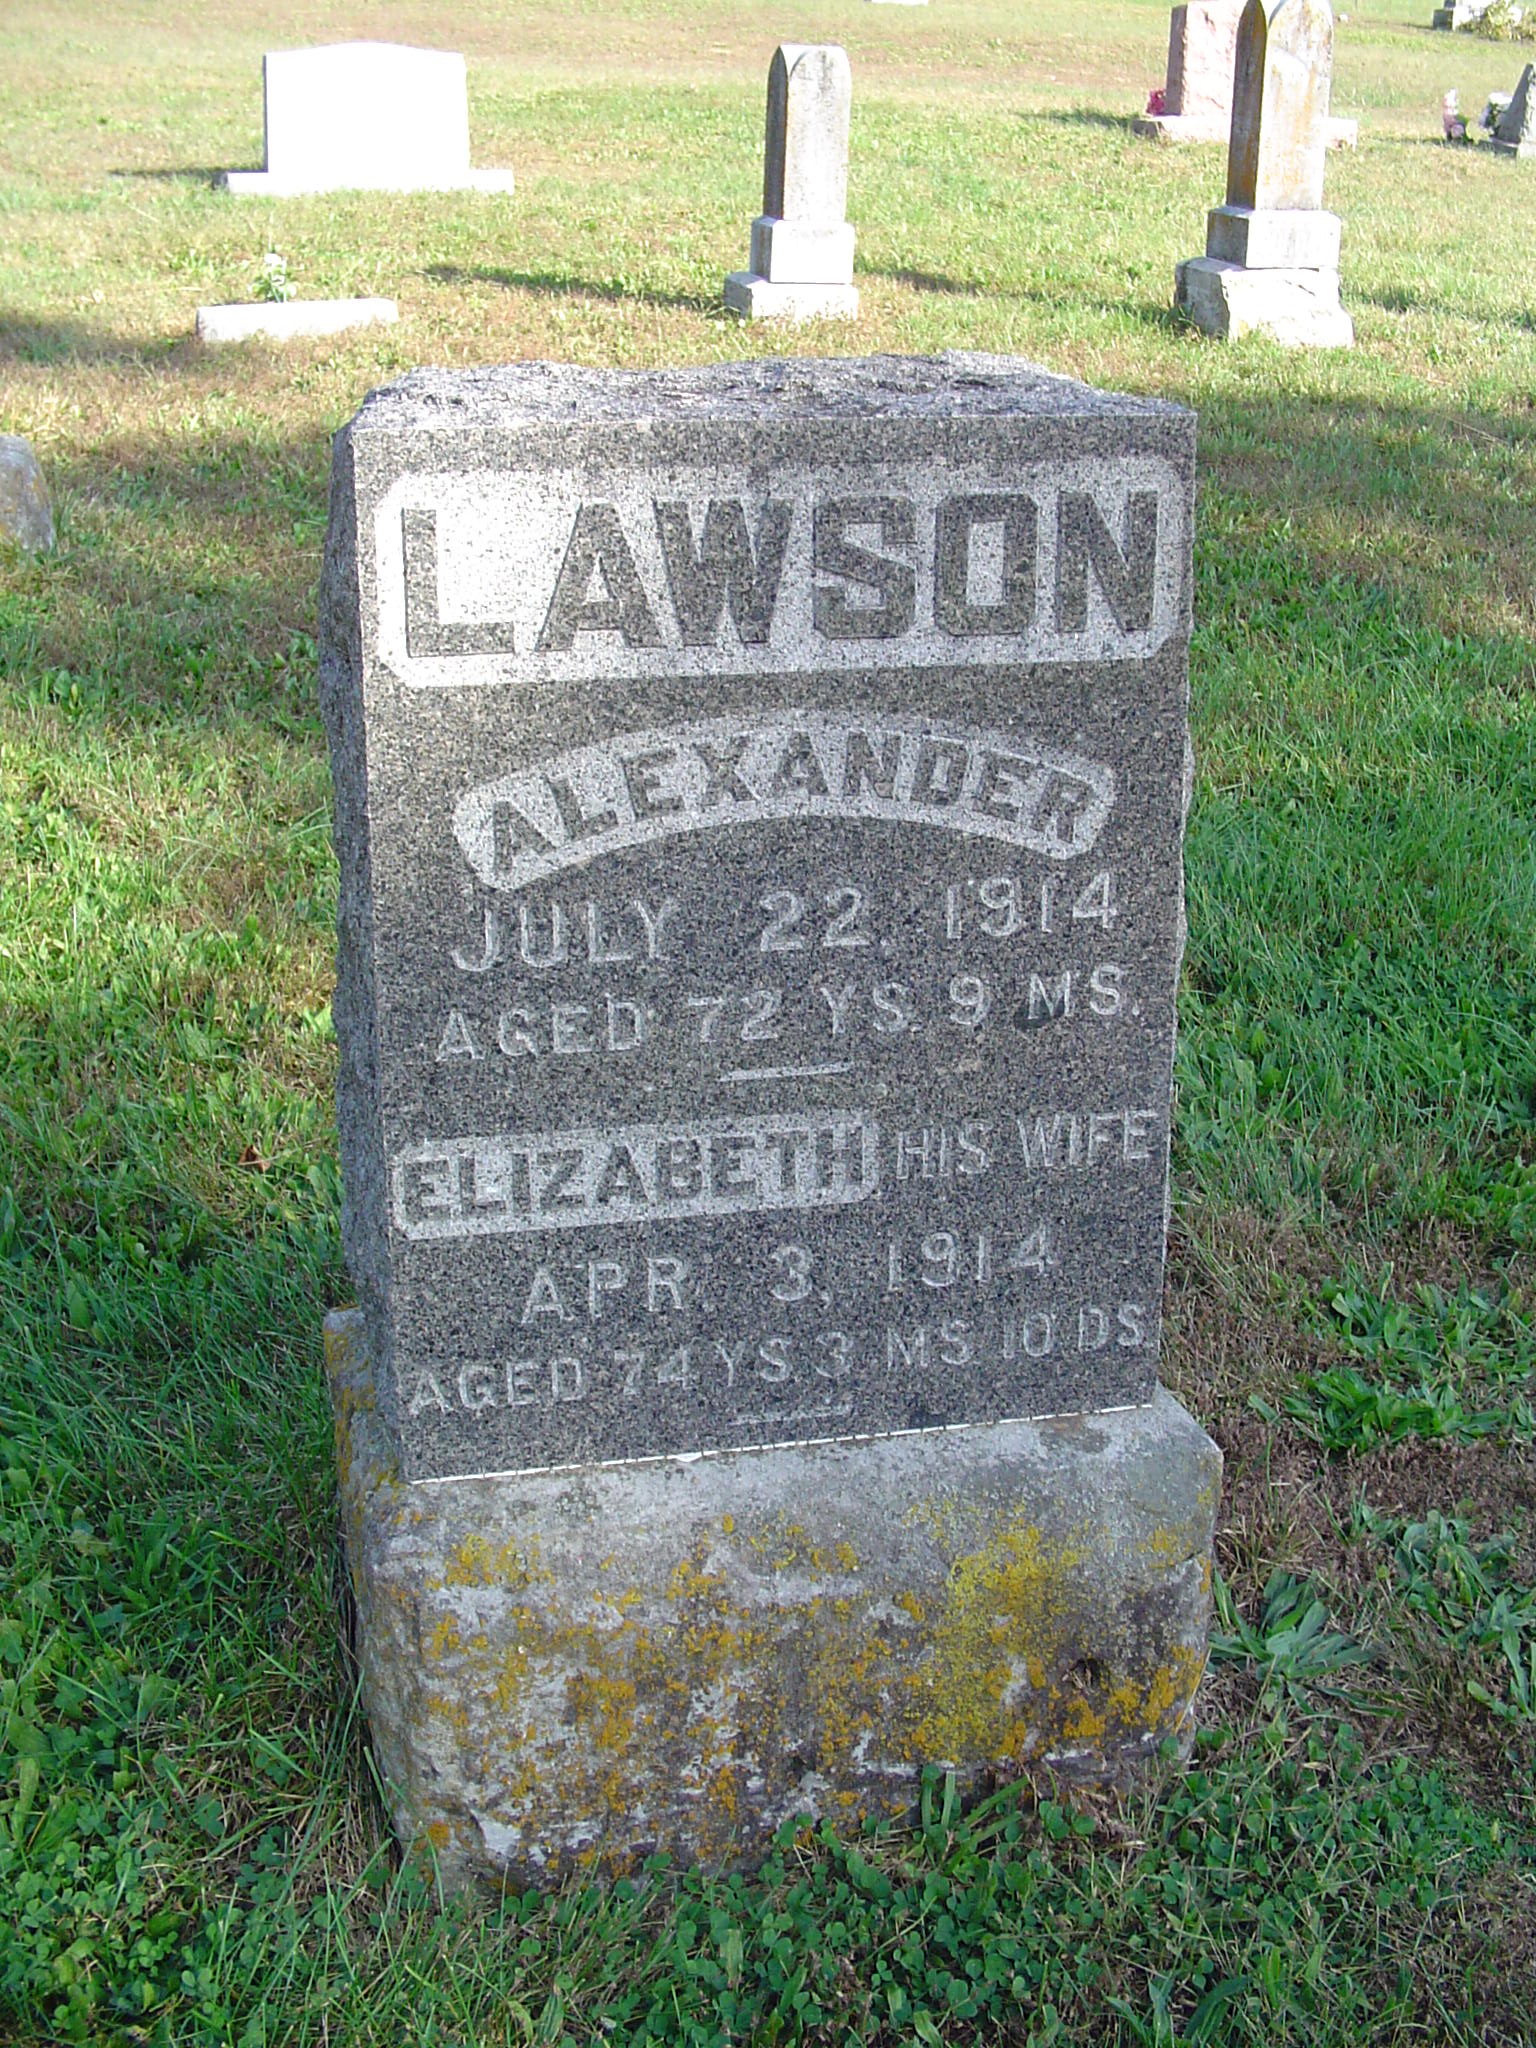 LAWSON
ALEXANDER
JULY 22. 1914
AGED 72 YS. 9 MS.
ELIZABETH HIS WIFE
APR. 3, 1914
AGED 74 YS. 3 MS. 10 DS.